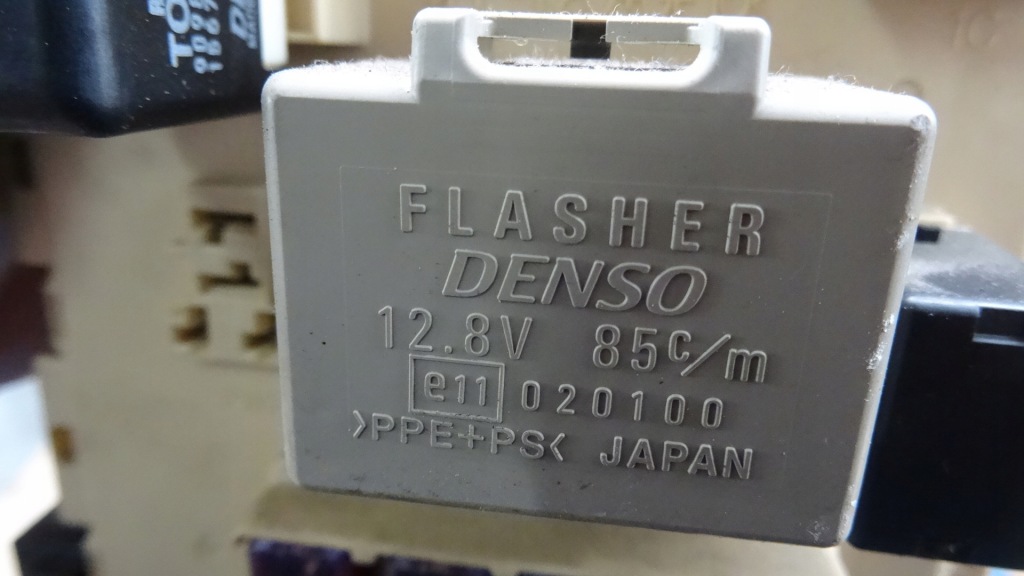 FLASHER
DENSO
12.8V 85c/m
e11 020100
>PPE+PS< JAPAN